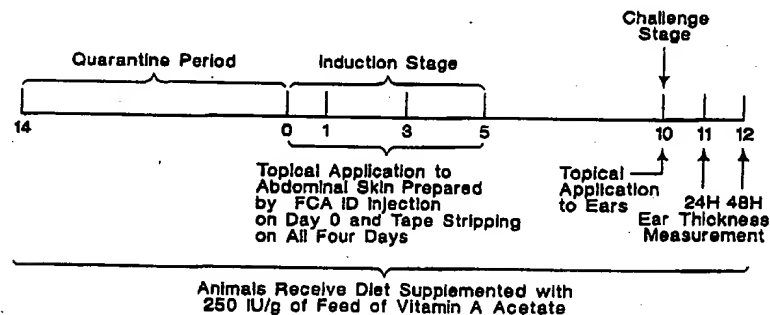 Challenge
Stage
Quarantine Period
Induction Stage
14
0
1
3
5
10
11
12
Topical Application to
Abdominal Skin Prepared
by FCA ID Injection
on Day 0 and Tape Stripping
on All Four Days
Topical
Application
to Ears
24H 48H
Ear Thickness
Measurement
Animals Receive Diet Supplemented with
250 IU/g of Feed of Vitamin A Acetate